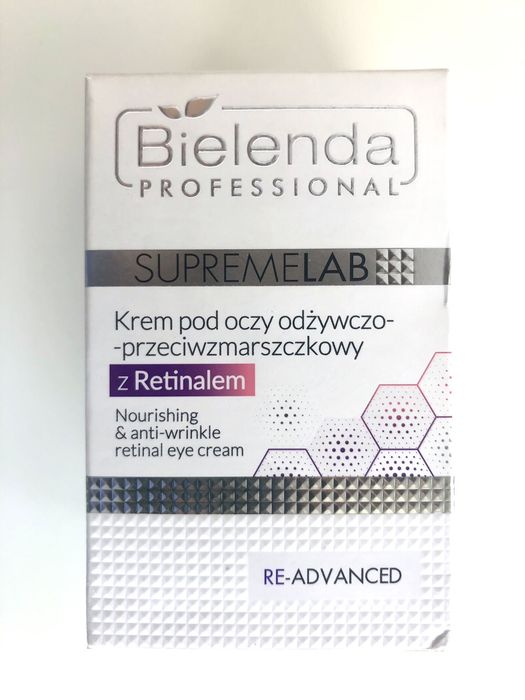 Bielenda
PROFESSIONAL
SUPREMELAB
Krem pod oczy odżywczo-
-przeciwzmarszczkowy
z Retinalem
Nourishing
& anti-wrinkle
retinal eye cream
RE-ADVANCED